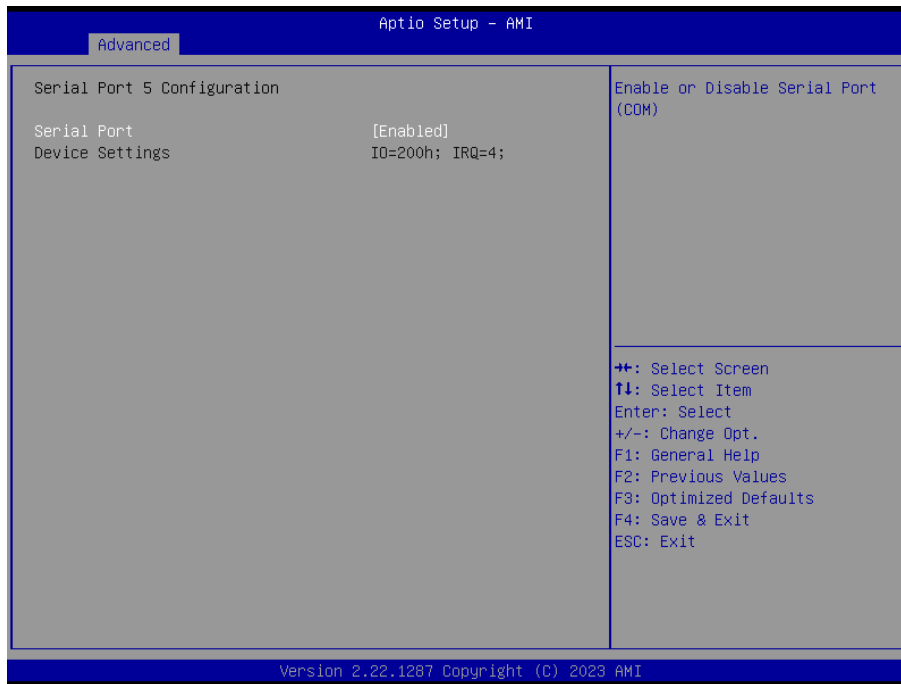 Aptio Setup – AMI
Advanced
Serial Port 5 Configuration
Serial Port [Enabled]
Device Settings IO=200h; IRQ=4;
Enable or Disable Serial Port
(COM)
→←: Select Screen
↑↓: Select Item
Enter: Select
+/-: Change Opt.
F1: General Help
F2: Previous Values
F3: Optimized Defaults
F4: Save & Exit
ESC: Exit
Version 2.22.1287 Copyright (C) 2023 AMI